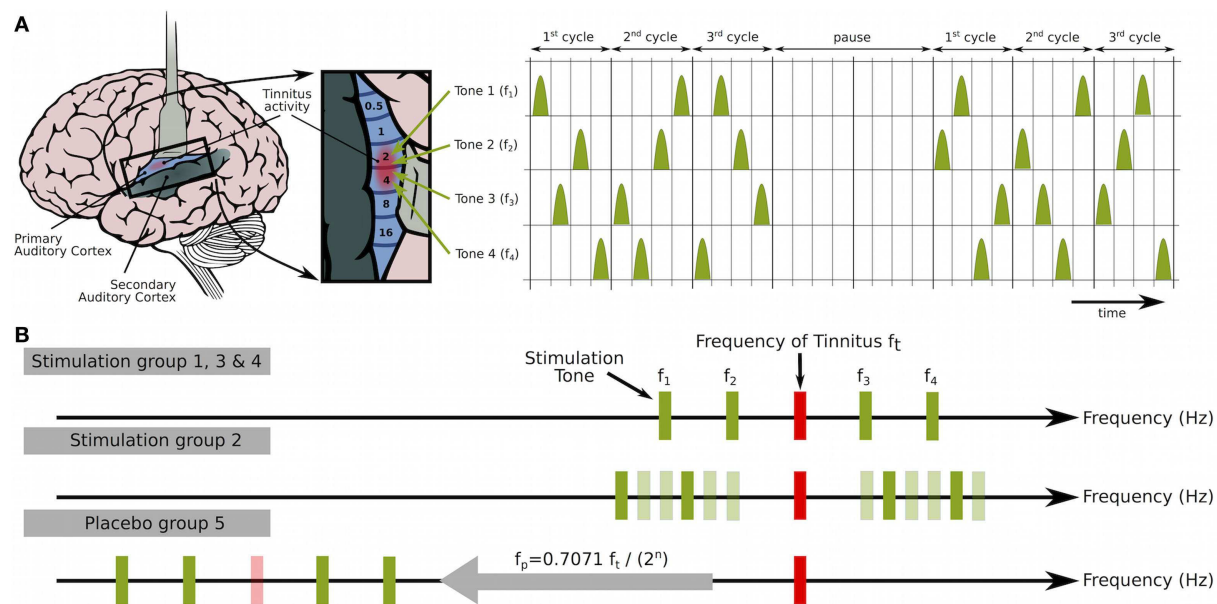 A
1st cycle
2nd cycle
3rd cycle
pause
1st cycle
2nd cycle
3rd cycle
Tinnitus
activity
0.5
1
2
4
8
16
Tone 1 (f1)
Tone 2 (f2)
Tone 3 (f3)
Tone 4 (f4)
Primary
Auditory Cortex
Secondary
Auditory Cortex
time
B
Stimulation group 1, 3 & 4
Stimulation
Tone
Frequency of Tinnitus ft
f1
f2
f3
f4
Frequency (Hz)
Stimulation group 2
Frequency (Hz)
Placebo group 5
fp=0.7071 ft / (2n)
Frequency (Hz)